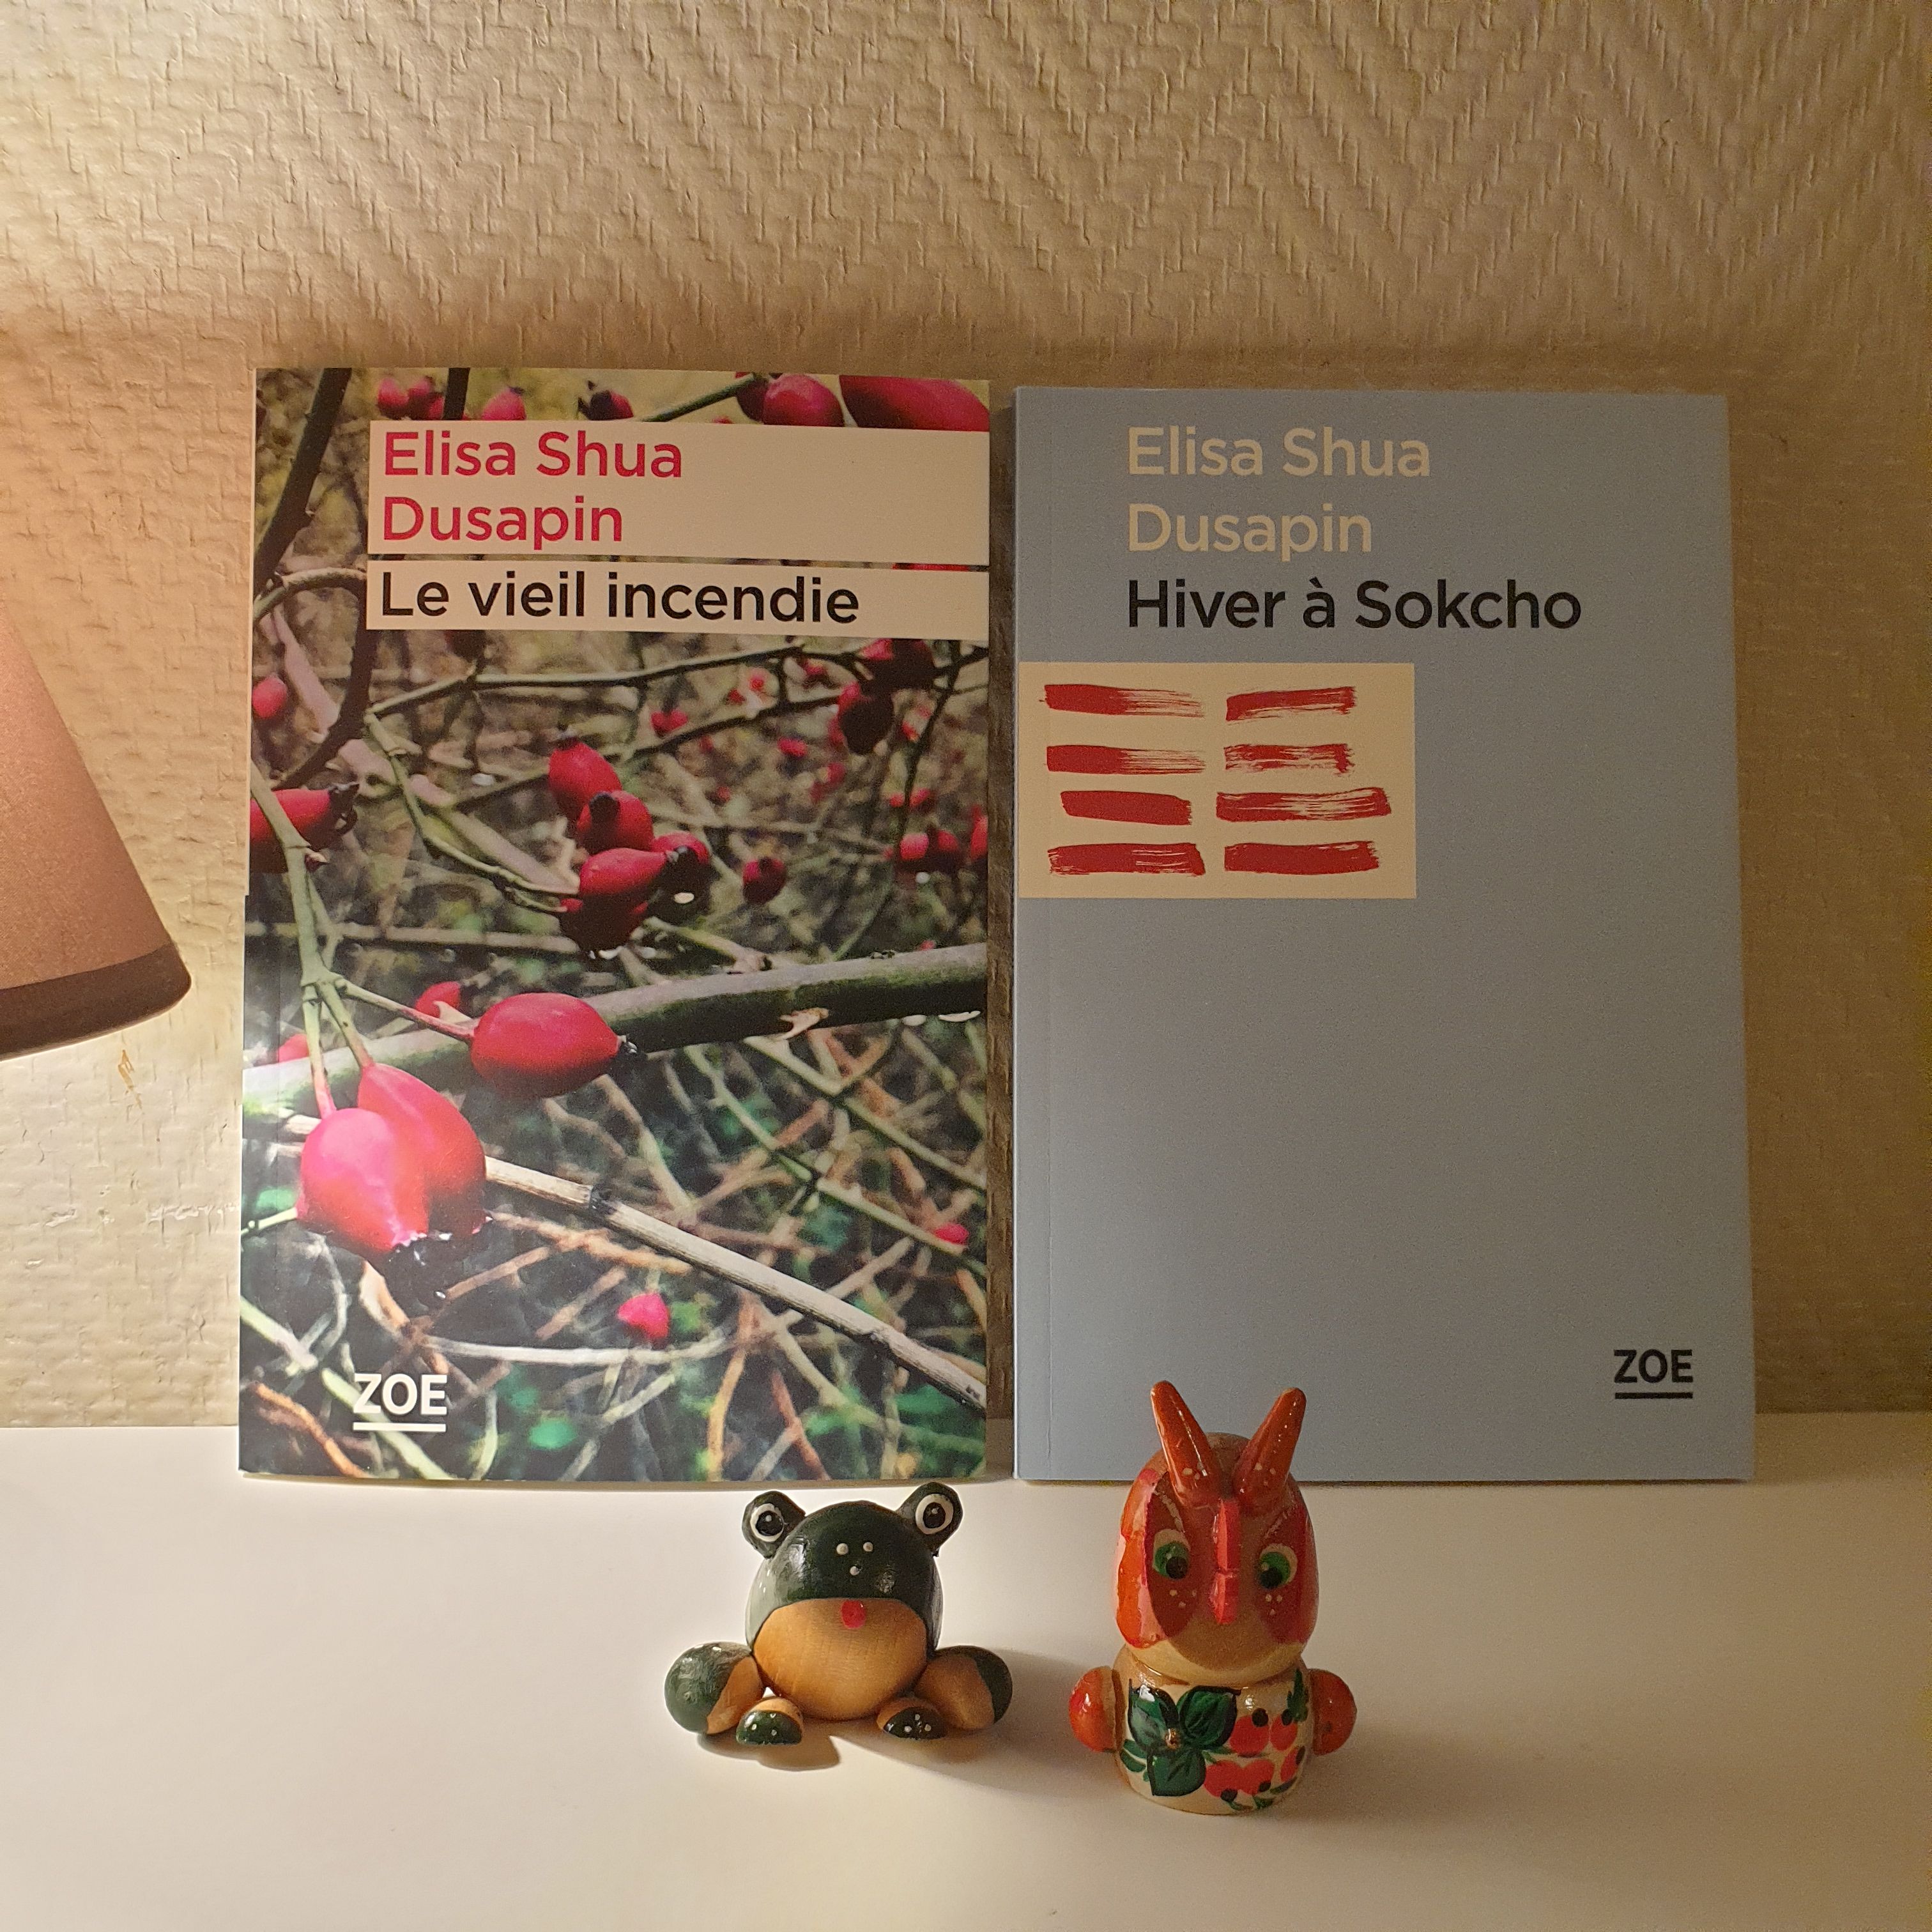 Elisa Shua
Dusapin
Le vieil incendie
ZOE
Elisa Shua
Dusapin
Hiver à Sokcho
ZOE